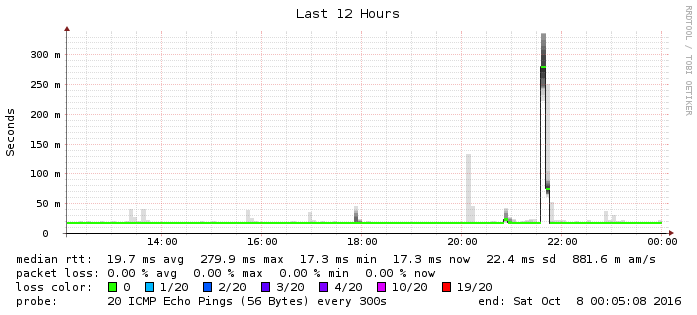 Last 12 Hours
RRDTOOL / TOBI OETIKER
Seconds
300 m
250 m
200 m
150 m
100 m
50 m
0
14:00 16:00 18:00 20:00 22:00 00:00
median rtt: 19.7 ms avg 279.9 ms max 17.3 ms min 17.3 ms now 22.4 ms sd 881.6 m am/s
packet loss: 0.00 % avg 0.00 % max 0.00 % min 0.00 % now
loss color: 0 1/20 2/20 3/20 4/20 10/20 19/20
probe: 20 ICMP Echo Pings (56 Bytes) every 300s end: Sat Oct 8 00:05:08 2016